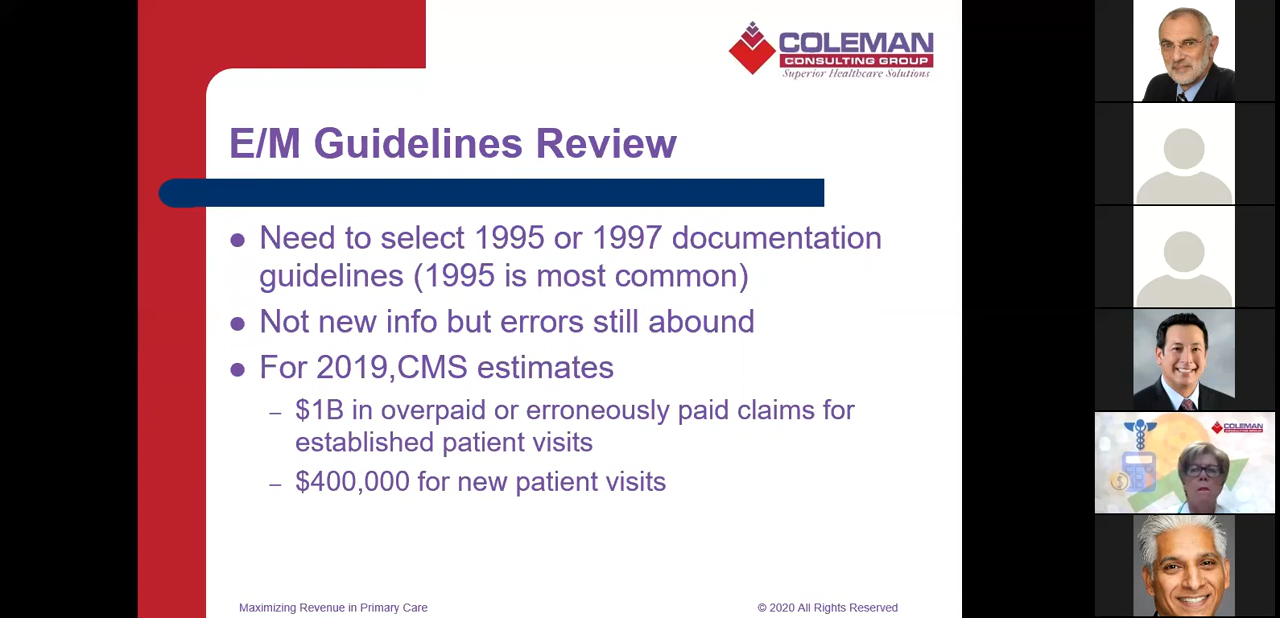 COLEMAN
CONSULTING GROUP
Superior Healthcare Solutions
E/M Guidelines Review
● Need to select 1995 or 1997 documentation
guidelines (1995 is most common)
● Not new info but errors still abound
● For 2019,CMS estimates
– $1B in overpaid or erroneously paid claims for
established patient visits
– $400,000 for new patient visits
Maximizing Revenue in Primary Care
© 2020 All Rights Reserved
COLEMAN
CONSULTING GROUP